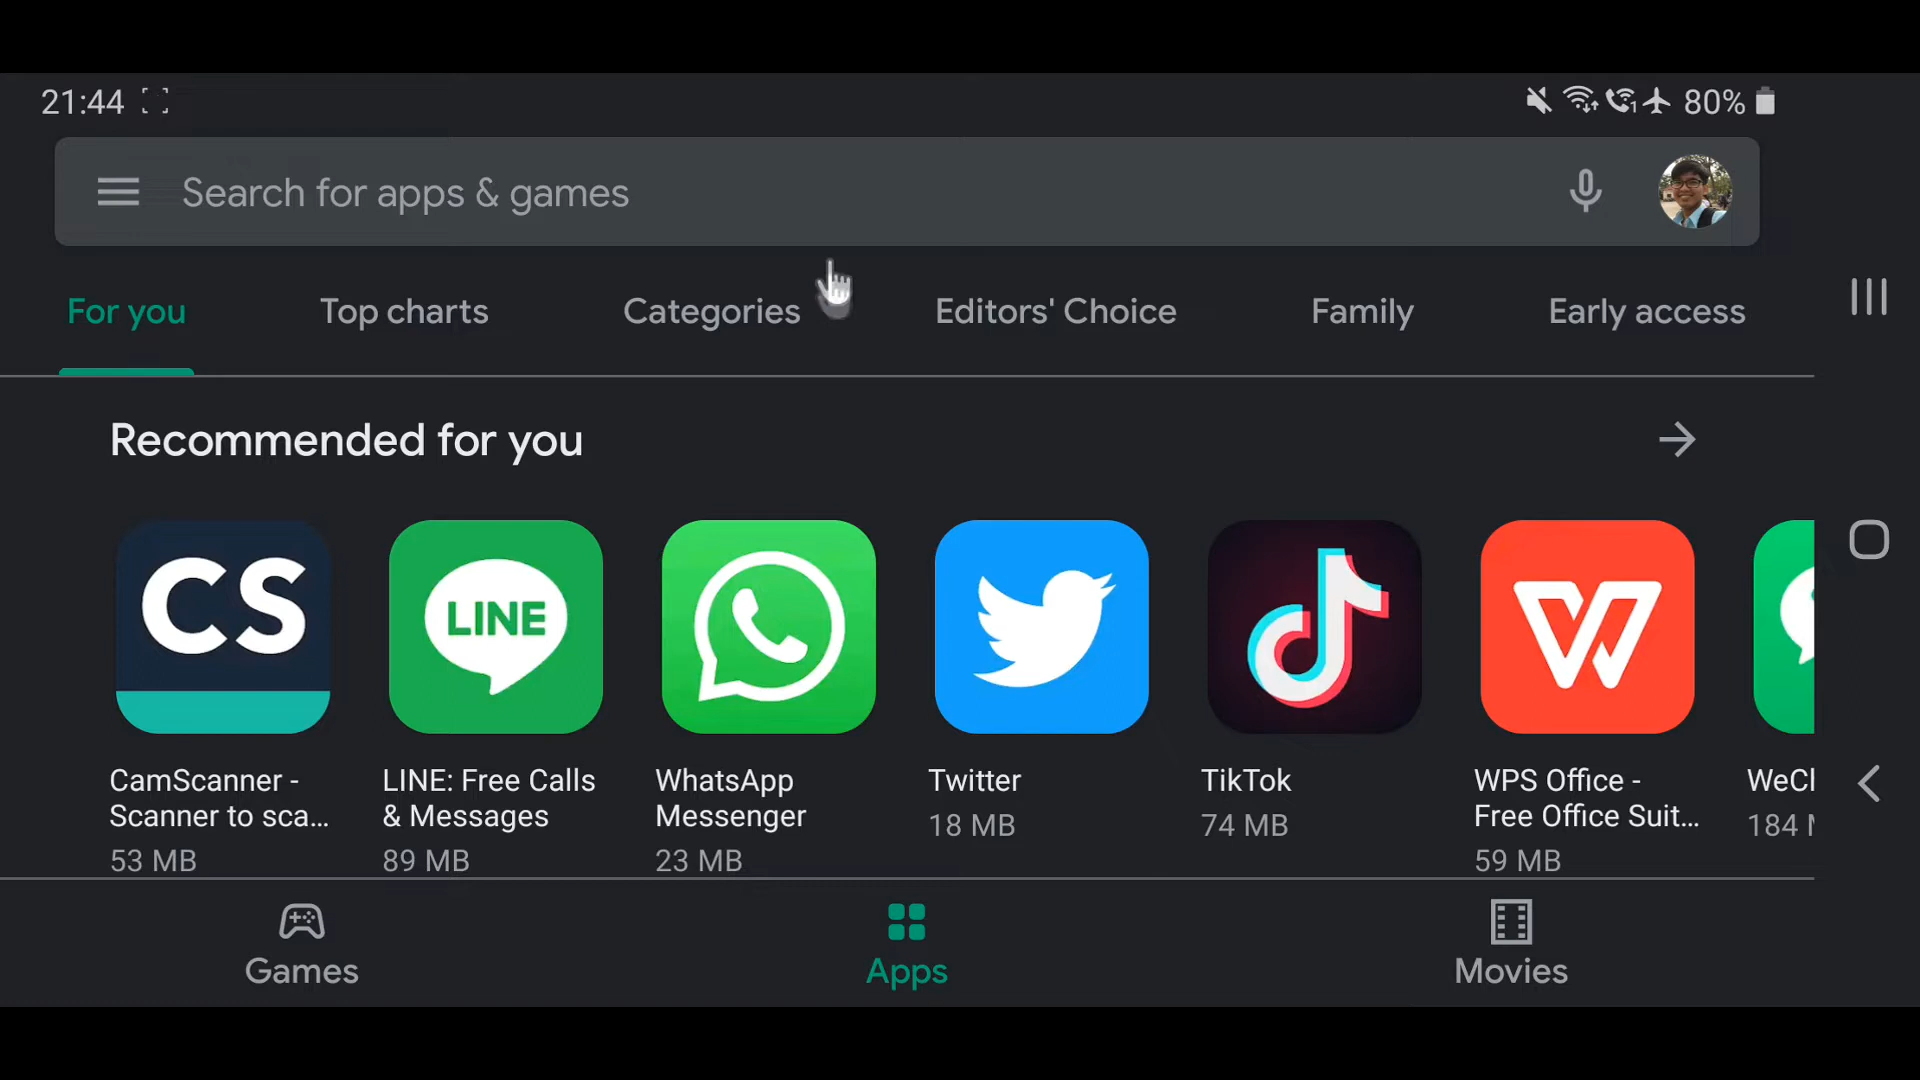 21:44
80%
Search for apps & games
For you Top charts Categories Editors' Choice Family Early access
Recommended for you
CS LINE
CamScanner - LINE: Free Calls WhatsApp Twitter TikTok WPS Office -
Scanner to sca... & Messages Messenger 18 MB 74 MB Free Office Suit... 184
53 MB 89 MB 23 MB 59 MB
Games Apps Movies